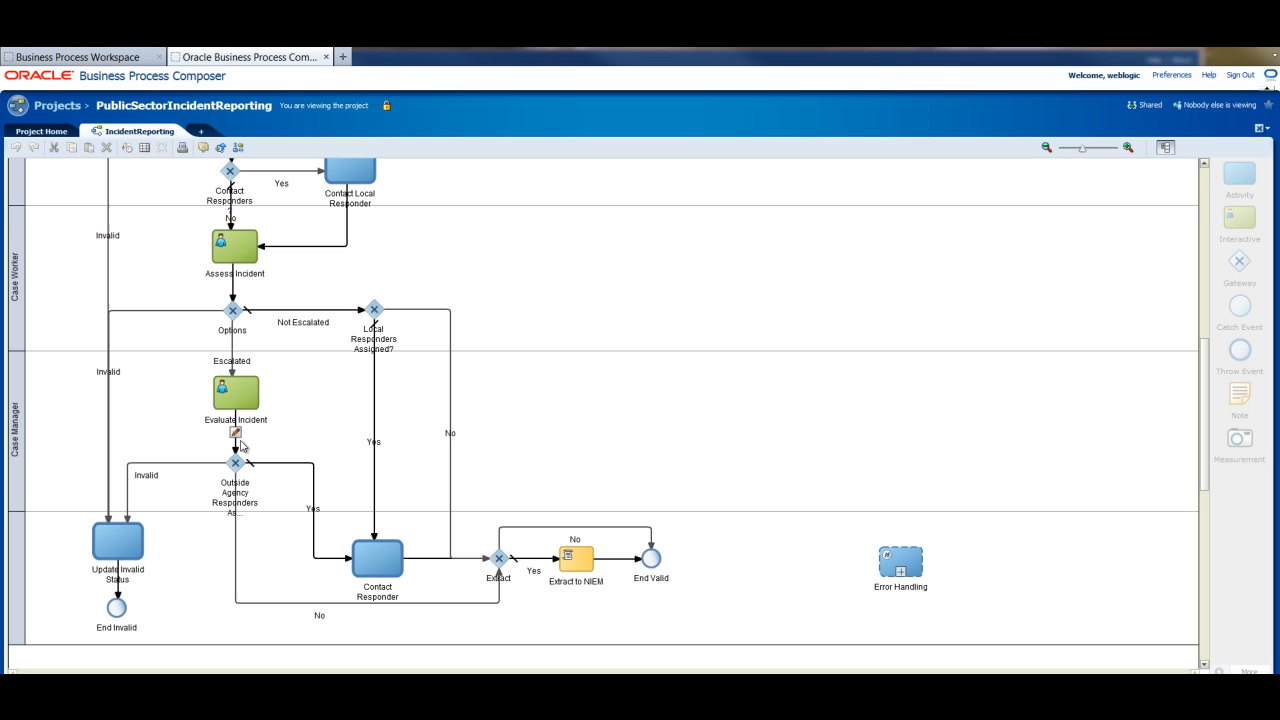 Business Process Workspace
Oracle Business Process Com...
ORACLE Business Process Composer
Welcome, weblogic Preferences Help Sign Out
Projects > PublicSectorIncidentReporting You are viewing the project
Shared Nobody else is viewing
Project Home IncidentReporting +
Contact
Responders
?
Yes
No
Contact Local
Responder
Invalid
Case Worker
Assess Incident
Options
Not Escalated
Local
Responders
Assigned?
Escalated
Invalid
Case Manager
Evaluate Incident
Yes
No
Invalid
Outside
Agency
Responders
As...
Yes
Update Invalid
Status
End Invalid
Contact
Responder
No
Extract
No
Yes
Extract to NIEM
End Valid
Error Handling
Activity
Interactive
Gateway
Catch Event
Throw Event
Note
Measurement
More